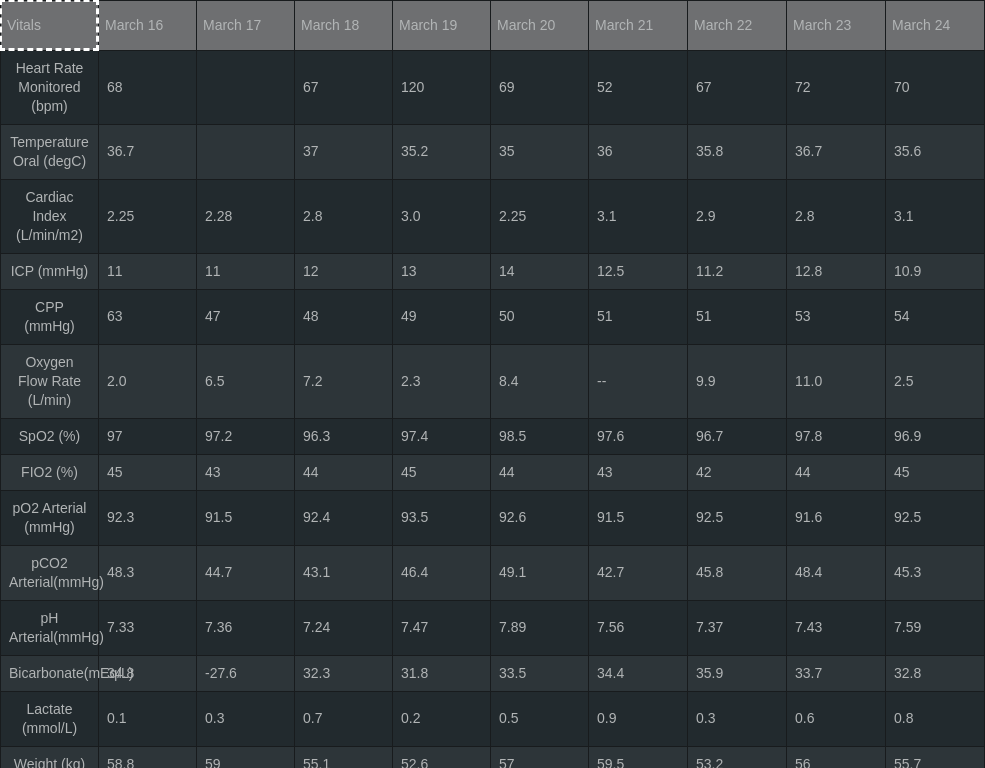 Vitals March 16 March 17 March 18 March 19 March 20 March 21 March 22 March 23 March 24
Heart Rate
Monitored 68 67 120 69 52 67 72 70
(bpm)
Temperature
Oral (degC) 36.7 37 35.2 35 36 35.8 36.7 35.6
Cardiac
Index 2.25 2.28 2.8 3.0 2.25 3.1 2.9 2.8 3.1
(L/min/m2)
ICP (mmHg) 11 11 12 13 14 12.5 11.2 12.8 10.9
CPP
(mmHg) 63 47 48 49 50 51 51 53 54
Oxygen
Flow Rate 2.0 6.5 7.2 2.3 8.4 -- 9.9 11.0 2.5
(L/min)
SpO2 (%) 97 97.2 96.3 97.4 98.5 97.6 96.7 97.8 96.9
FIO2 (%) 45 43 44 45 44 43 42 44 45
pO2 Arterial
(mmHg) 92.3 91.5 92.4 93.5 92.6 91.5 92.5 91.6 92.5
pCO2
Arterial(mmHg) 48.3 44.7 43.1 46.4 49.1 42.7 45.8 48.4 45.3
pH
Arterial(mmHg) 7.33 7.36 7.24 7.47 7.89 7.56 7.37 7.43 7.59
Bicarbonate(mEq/L) -27.6 32.3 31.8 33.5 34.4 35.9 33.7 32.8
Lactate
(mmol/L) 0.1 0.3 0.7 0.2 0.5 0.9 0.3 0.6 0.8
Weight (kg) 58.8 59 55.1 52.6 57 59.5 53.2 56 55.7